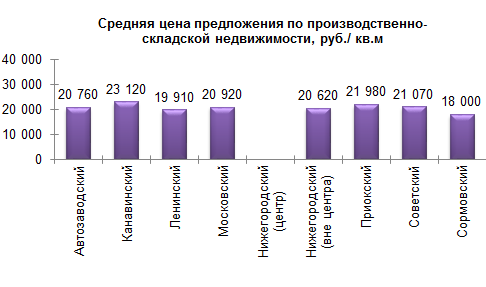 Средняя цена предложения по производственно-
складской недвижимости, руб./ кв.м
40 000
30 000
20 000
10 000
0
20 760
23 120
19 910
20 920
20 620
21 980
21 070
18 000
Автозаводский
Канавинский
Ленинский
Московский
Нижегородский
(центр)
Нижегородский
(вне центра)
Приокский
Советский
Сормовский